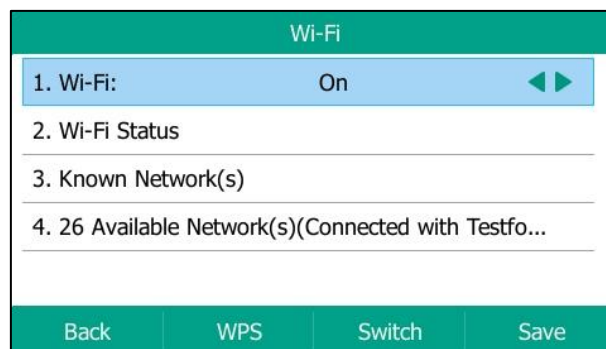 Wi-Fi
1. Wi-Fi: On
2. Wi-Fi Status
3. Known Network(s)
4. 26 Available Network(s)(Connected with Testfo...
Back WPS Switch Save